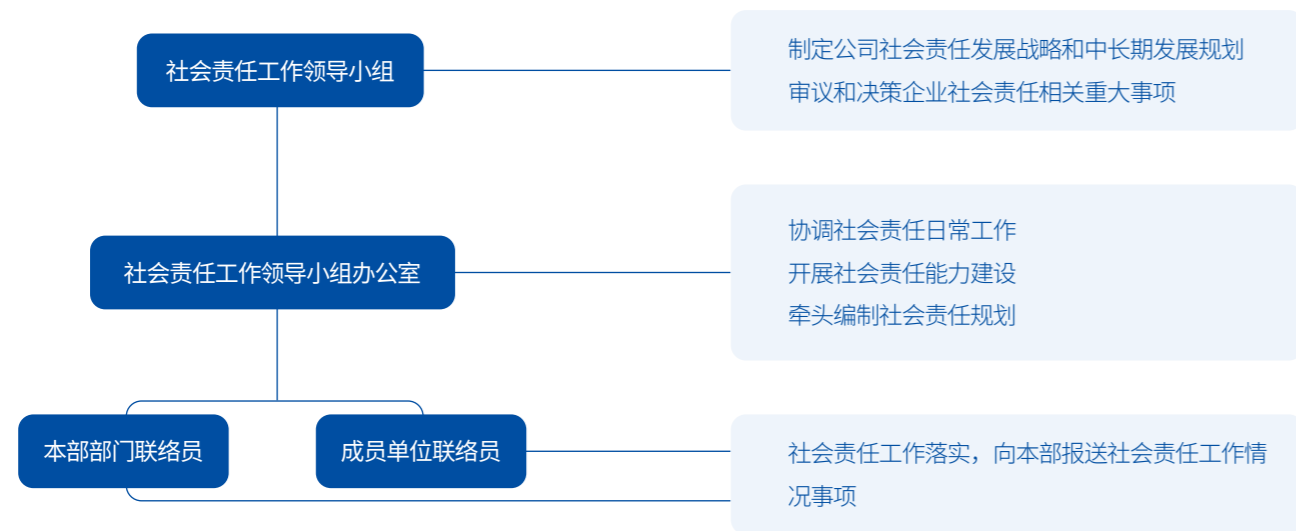 社会责任工作领导小组
制定公司社会责任发展战略和中长期发展规划
审议和决策企业社会责任相关重大事项
社会责任工作领导小组办公室
协调社会责任日常工作
开展社会责任能力建设
牵头编制社会责任规划
本部部门联络员
成员单位联络员
社会责任工作落实，向本部报送社会责任工作情
况事项